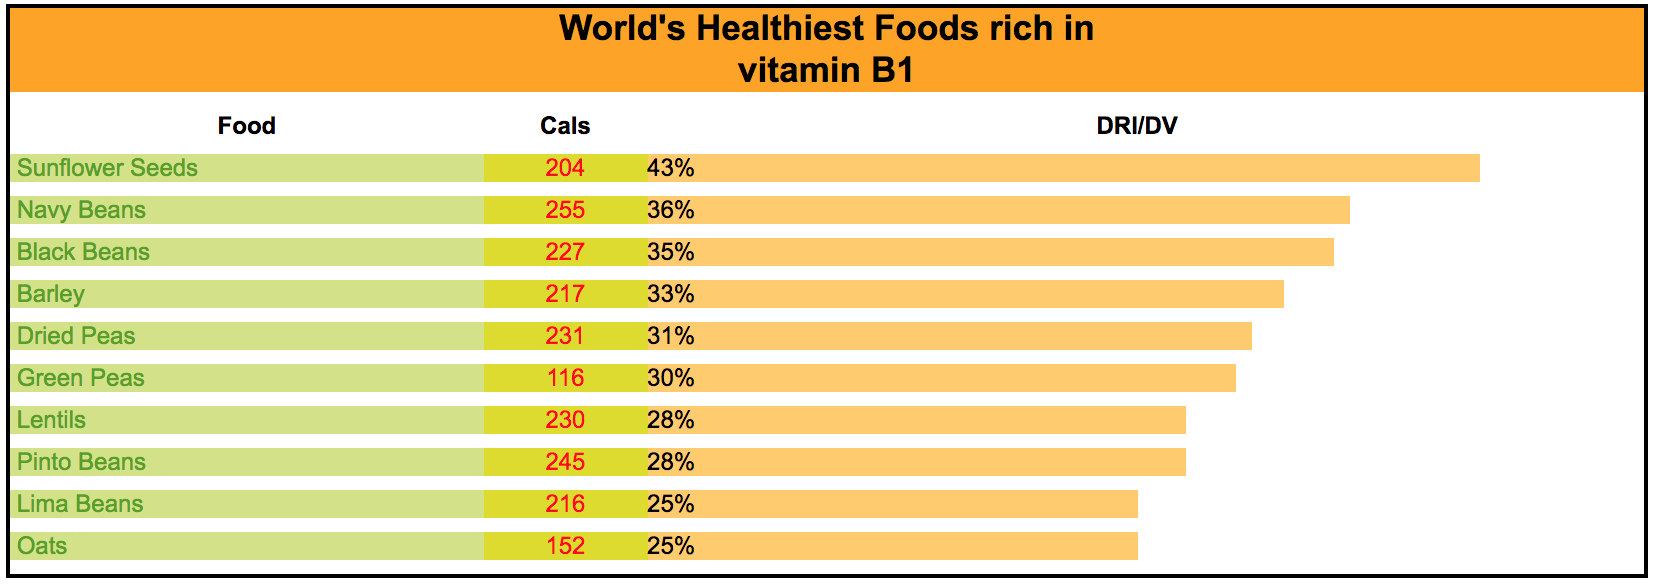 World's Healthiest Foods rich in
vitamin B1
Food Cals DRI/DV
Sunflower Seeds 204 43%
Navy Beans 255 36%
Black Beans 227 35%
Barley 217 33%
Dried Peas 231 31%
Green Peas 116 30%
Lentils 230 28%
Pinto Beans 245 28%
Lima Beans 216 25%
Oats 152 25%